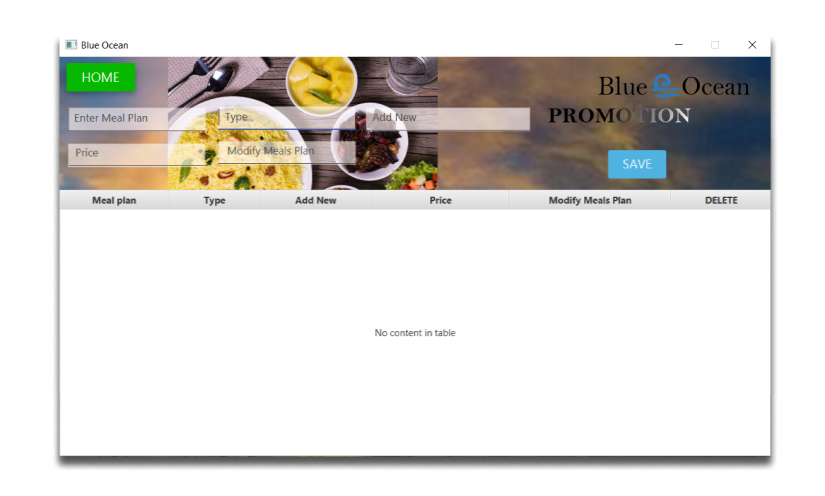 Blue Ocean
HOME
Blue Ocean
Enter Meal Plan
Type
Add New
PROMOTION
Price
Modify Meals Plan
SAVE
Meal plan Type Add New Price Modify Meals Plan DELETE
No content in table